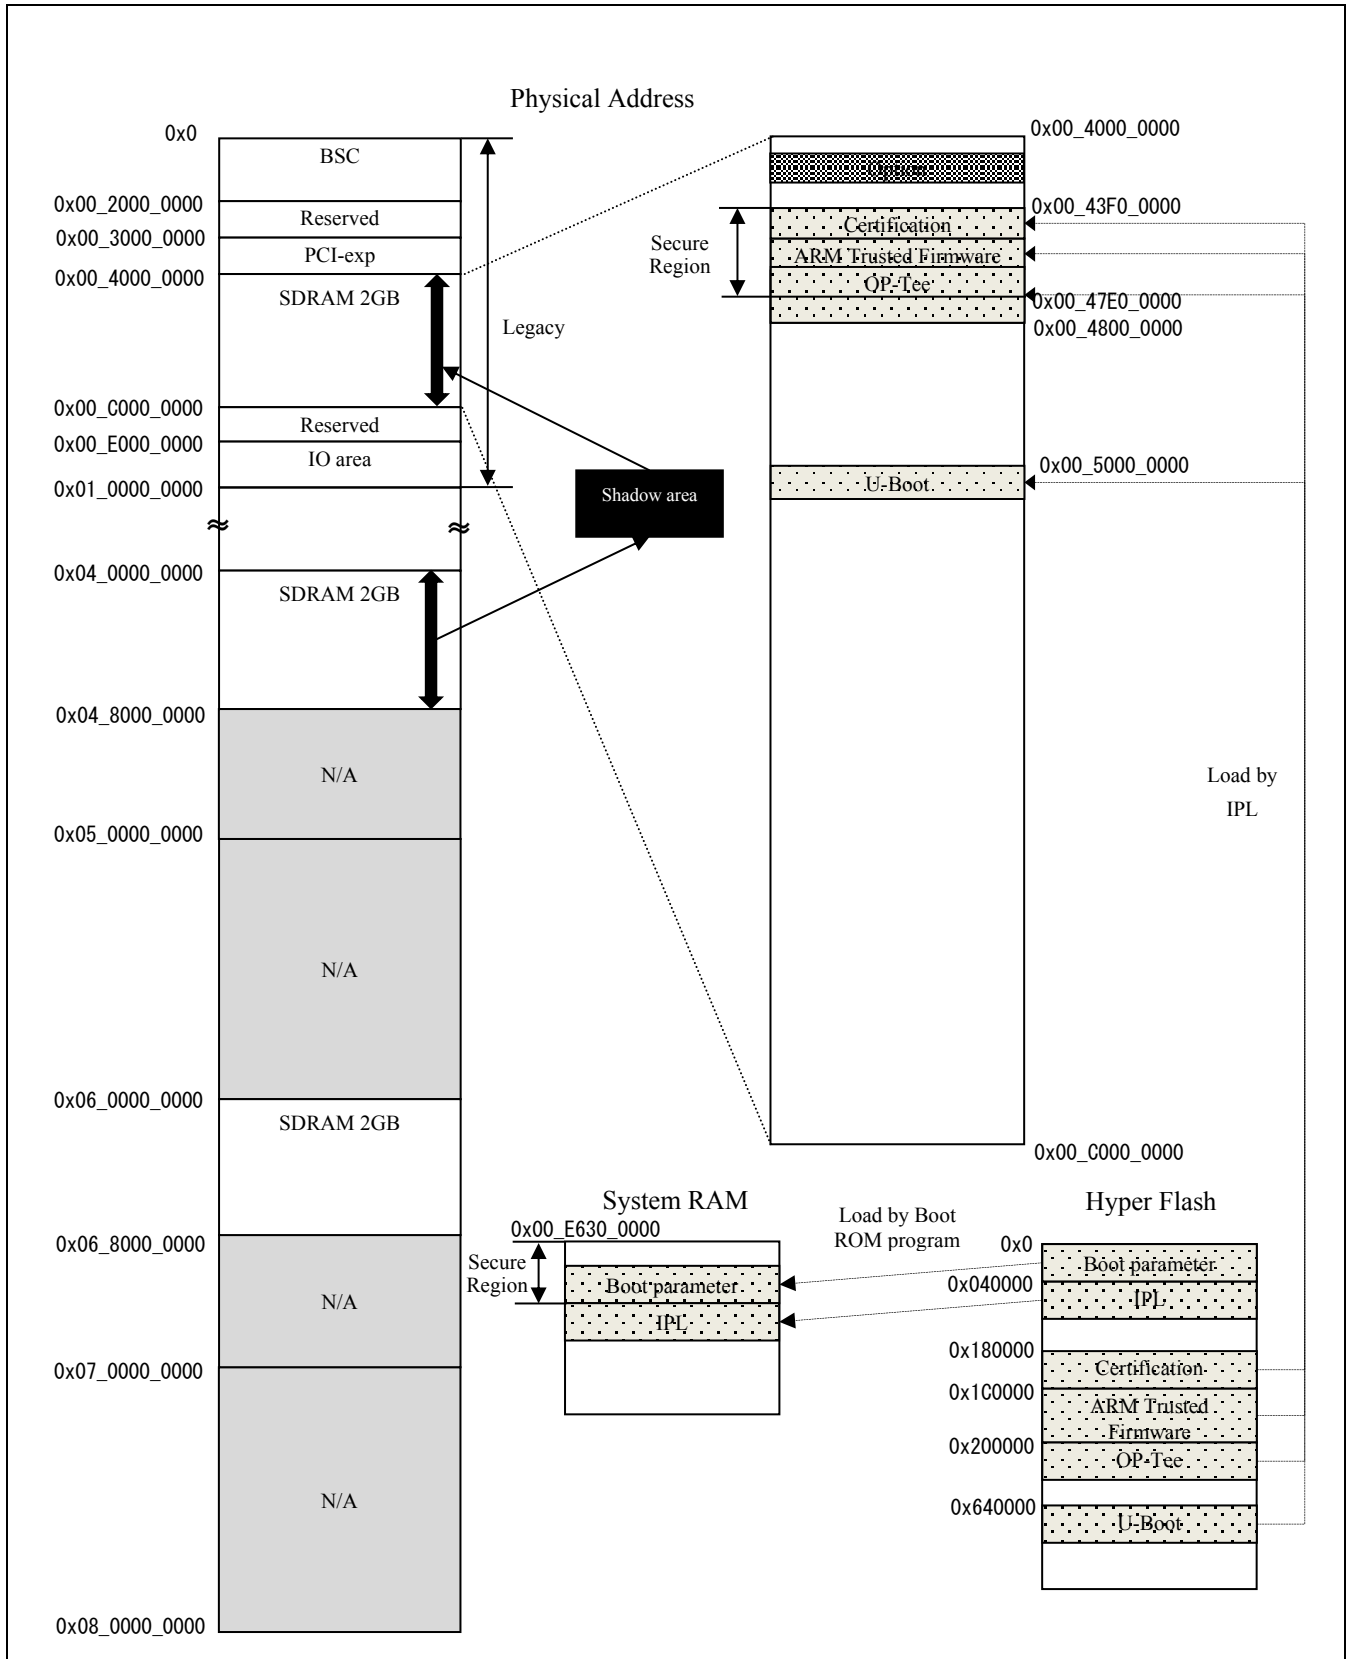 Physical Address
0x0
BSC
0x00_2000_0000
Reserved
0x00_3000_0000
PCI-exp
0x00_4000_0000
SDRAM 2GB
Legacy
0x00_C000_0000
Reserved
0x00_E000_0000
IO area
0x01_0000_0000
Shadow area
0x04_0000_0000
SDRAM 2GB
0x04_8000_0000
N/A
0x05_0000_0000
N/A
0x06_0000_0000
SDRAM 2GB
0x06_8000_0000
N/A
0x07_0000_0000
N/A
0x08_0000_0000
0x00_4000_0000
Option
0x00_43F0_0000
Secure
Region
Certification
ARM Trusted Firmware
OP-Tee
0x00_47E0_0000
0x00_4800_0000
0x00_5000_0000
U-Boot
Load by
IPL
0x00_C000_0000
System RAM
0x00_E630_0000
Secure
Region
Boot parameter
IPL
Load by Boot
ROM program
Hyper Flash
0x0
Boot parameter
0x040000
IPL
0x180000
Certification
0x1C0000
ARM Trusted
Firmware
0x200000
OP-Tee
0x640000
U-Boot